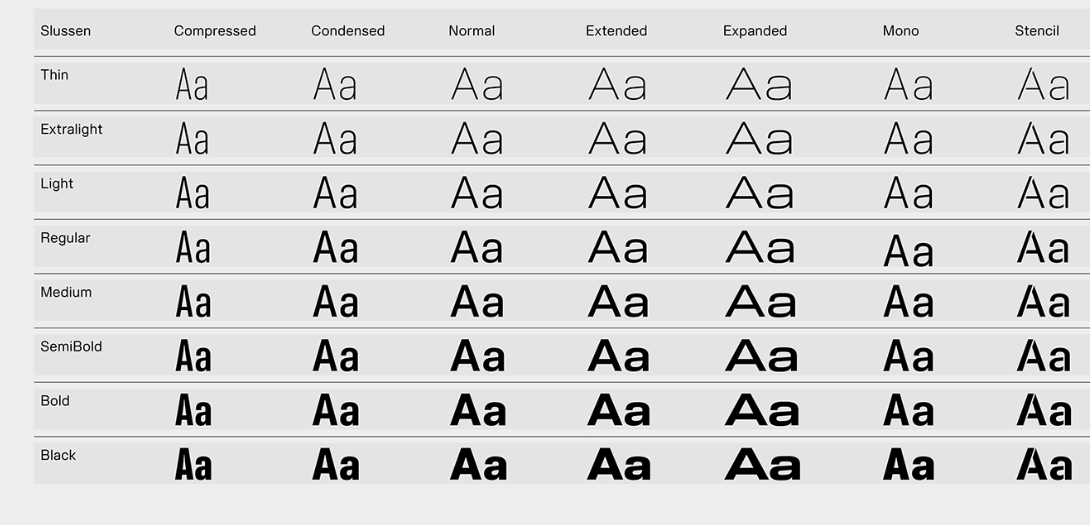 Slussen Compressed Condensed Normal Extended Expanded Mono Stencil
Thin Aa Aa Aa Aa Aa Aa Aa
Extralight Aa Aa Aa Aa Aa Aa Aa
Light Aa Aa Aa Aa Aa Aa Aa
Regular Aa Aa Aa Aa Aa Aa Aa
Medium Aa Aa Aa Aa Aa Aa Aa
SemiBold Aa Aa Aa Aa Aa Aa Aa
Bold Aa Aa Aa Aa Aa Aa Aa
Black Aa Aa Aa Aa Aa Aa Aa